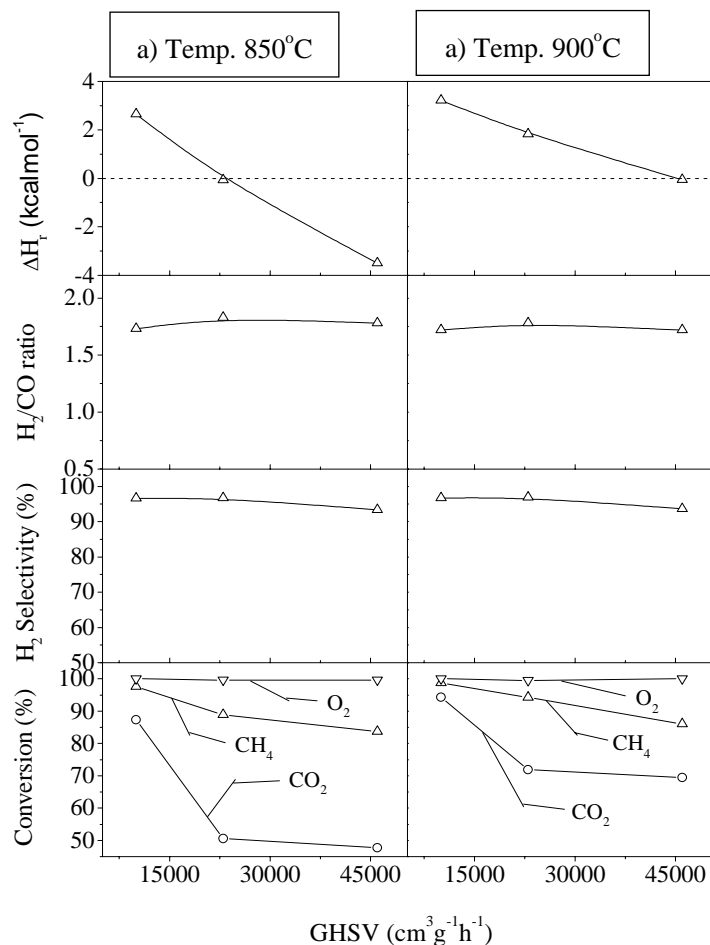 a) Temp. 850°C
a) Temp. 900°C
ΔH_r (kcalmol⁻¹)
4
2
0
-2
-4
H₂/CO ratio
2.0
1.5
1.0
0.5
H₂ Selectivity (%)
100
90
80
70
60
50
Conversion (%)
100
90
80
70
60
50
O₂
CH₄
CO₂
O₂
CH₄
CO₂
15000 30000 45000
15000 30000 45000
GHSV (cm³g⁻¹h⁻¹)